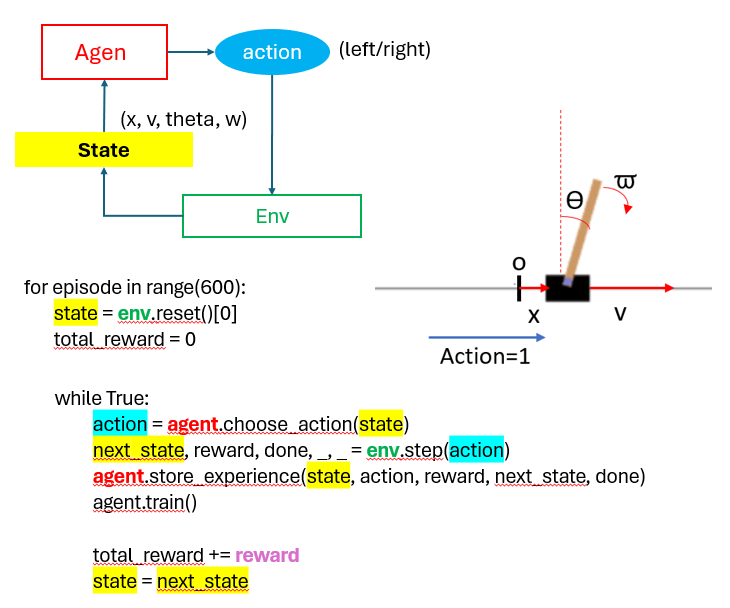 Agen
action
(left/right)
(x, v, theta, w)
State
Env
ϖ
Θ
O
x
v
Action=1
for episode in range(600):
state = env.reset()[0]
total_reward = 0
while True:
action = agent.choose_action(state)
next_state, reward, done, _, _ = env.step(action)
agent.store_experience(state, action, reward, next_state, done)
agent.train()
total_reward += reward
state = next_state